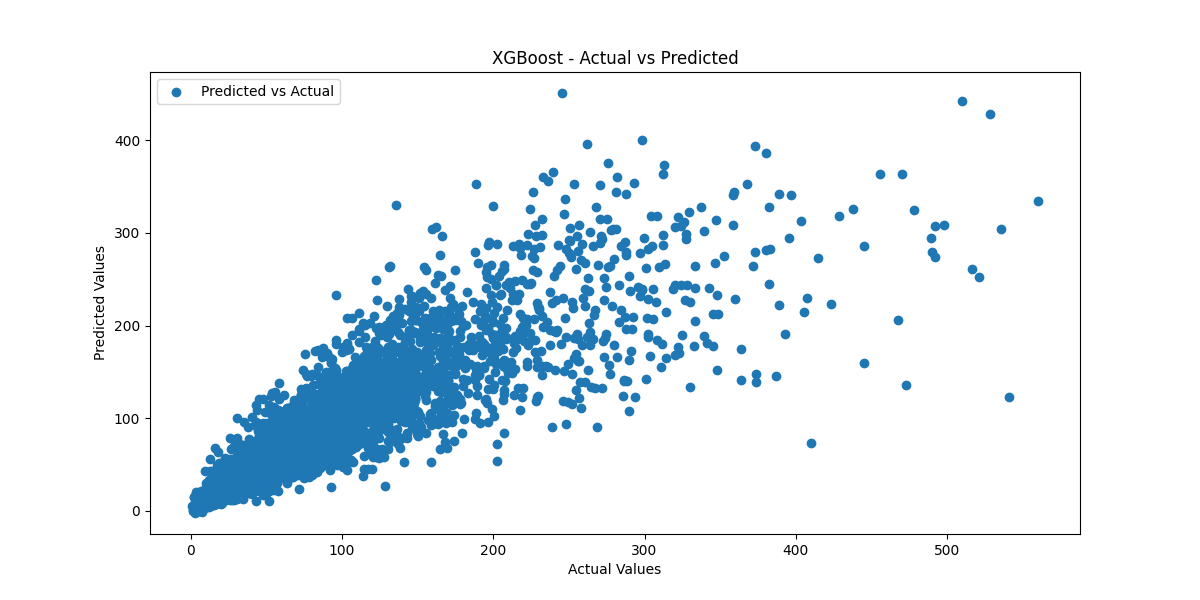 XGBoost - Actual vs Predicted
Predicted vs Actual
Predicted Values
400
300
200
100
0
0 100 200 300 400 500
Actual Values